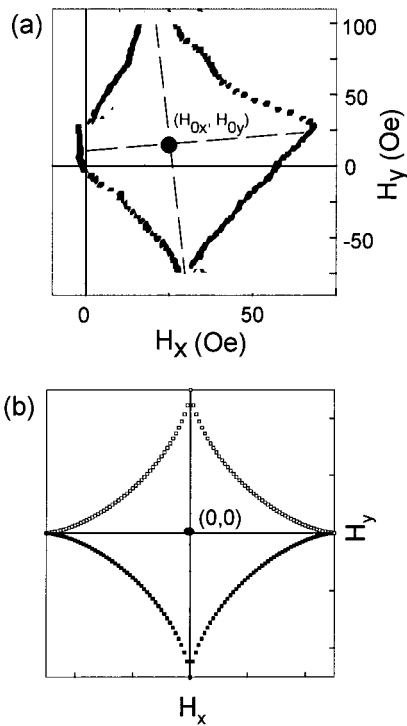 (a)
100
50
(H0x, H0y)
0
Hy (Oe)
-50
0
50
Hx (Oe)
(b)
(0,0)
Hy
Hx